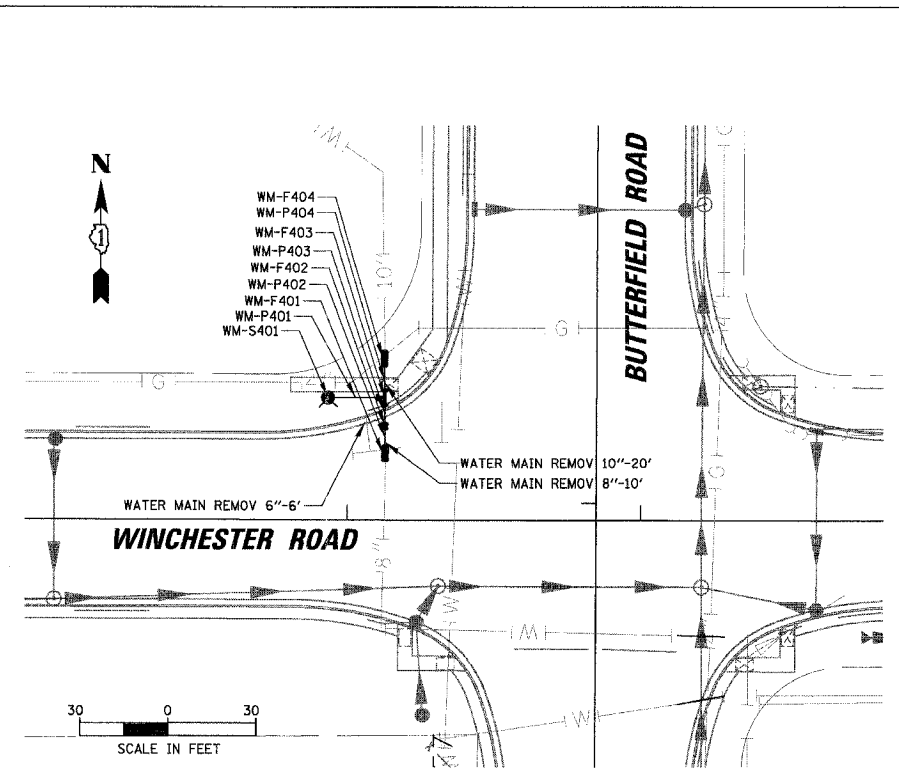 N
1
WM-F404
WM-P404
WM-F403
WM-P403
WM-F402
WM-P402
WM-F401
WM-P401
WM-S401
W
10"
G
G
BUTTERFIELD ROAD
G
WATER MAIN REMOV 10"-20'
WATER MAIN REMOV 8"-10'
WATER MAIN REMOV 6"-6'
WINCHESTER ROAD
8"
W
W
W
30
0
30
SCALE IN FEET